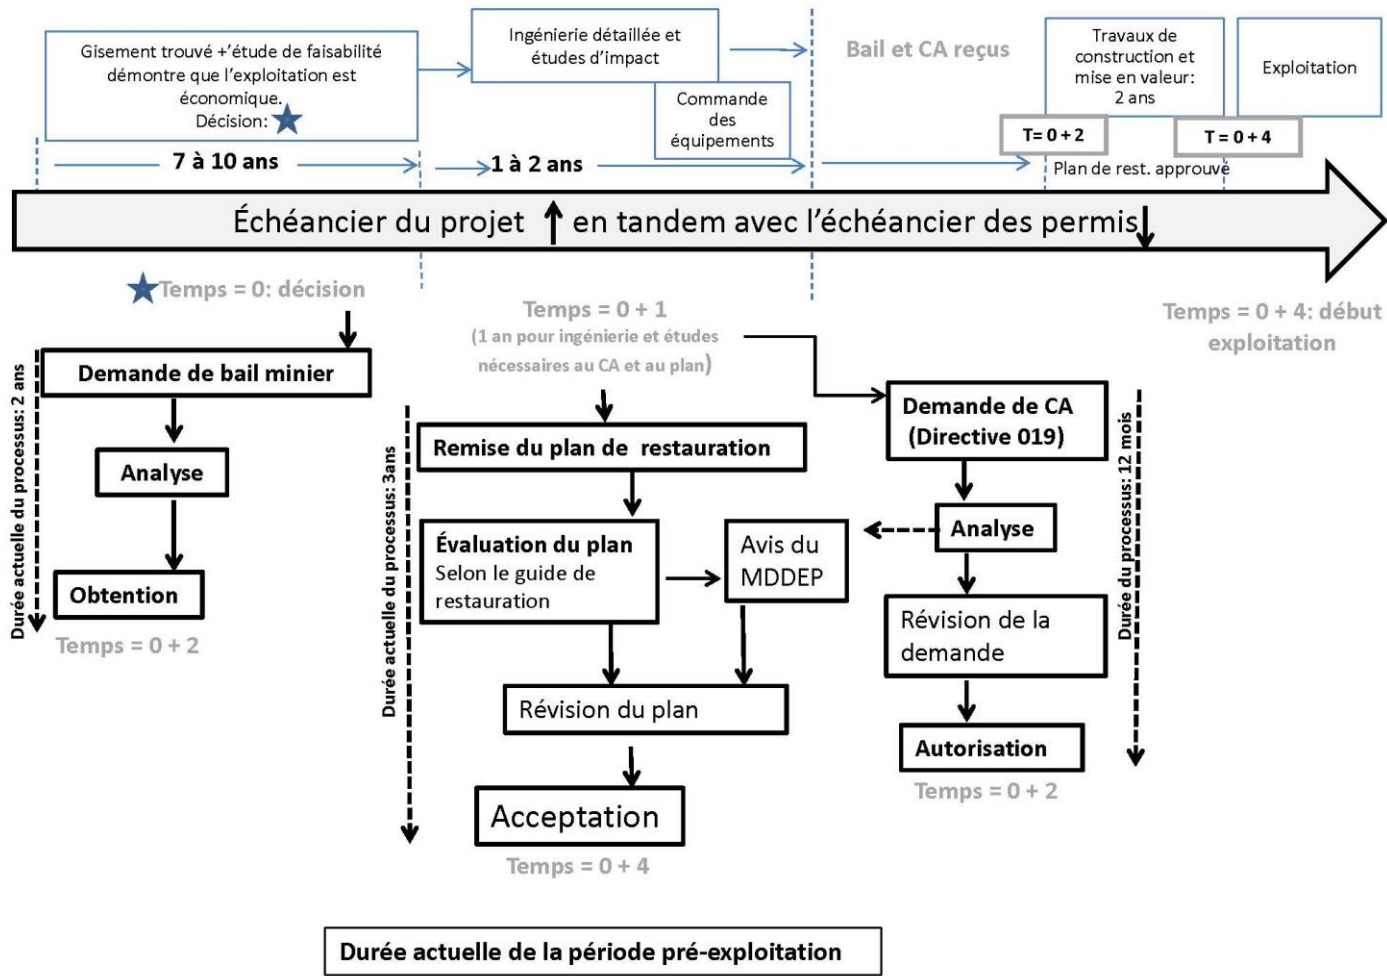 Gisement trouvé +'étude de faisabilité
démontre que l'exploitation est
économique.
Décision:
Ingénierie détaillée et
études d'impact
Commande
des
équipements
Bail et CA reçus
Travaux de
construction et
mise en valeur:
2 ans
Exploitation
T= 0 + 2
T = 0 + 4
Plan de rest. approuvé
7 à 10 ans
1 à 2 ans
Échéancier du projet en tandem avec l'échéancier des permis
Temps = 0: décision
Temps = 0 + 1
(1 an pour ingénierie et études
nécessaires au CA et au plan)
Temps = 0 + 4: début
exploitation
Durée actuelle du processus: 2 ans
Demande de bail minier
Analyse
Obtention
Temps = 0 + 2
Durée actuelle du processus: 3ans
Remise du plan de restauration
Évaluation du plan
Selon le guide de
restauration
Avis du
MDDEP
Révision du plan
Acceptation
Temps = 0 + 4
Demande de CA
(Directive 019)
Analyse
Révision de la
demande
Autorisation
Temps = 0 + 2
Durée du processus: 12 mois
Durée actuelle de la période pré-exploitation